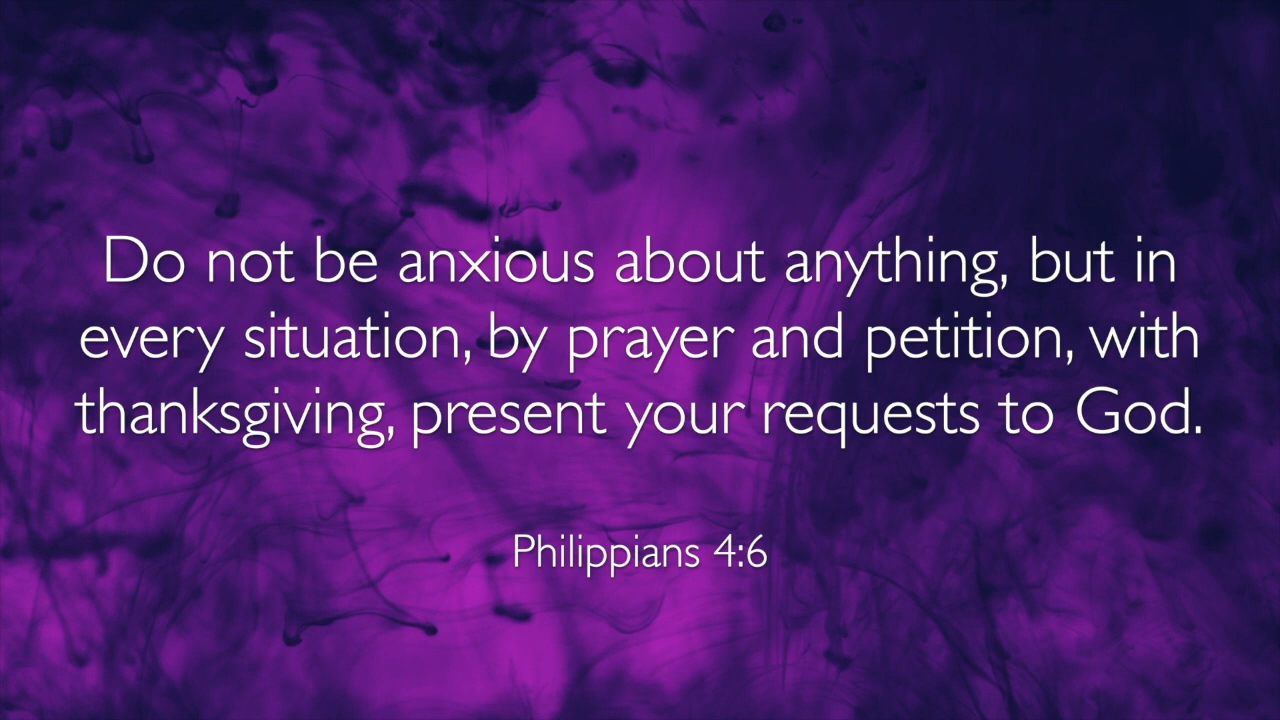 Do not be anxious about anything, but in
every situation, by prayer and petition, with
thanksgiving, present your requests to God.
Philippians 4:6